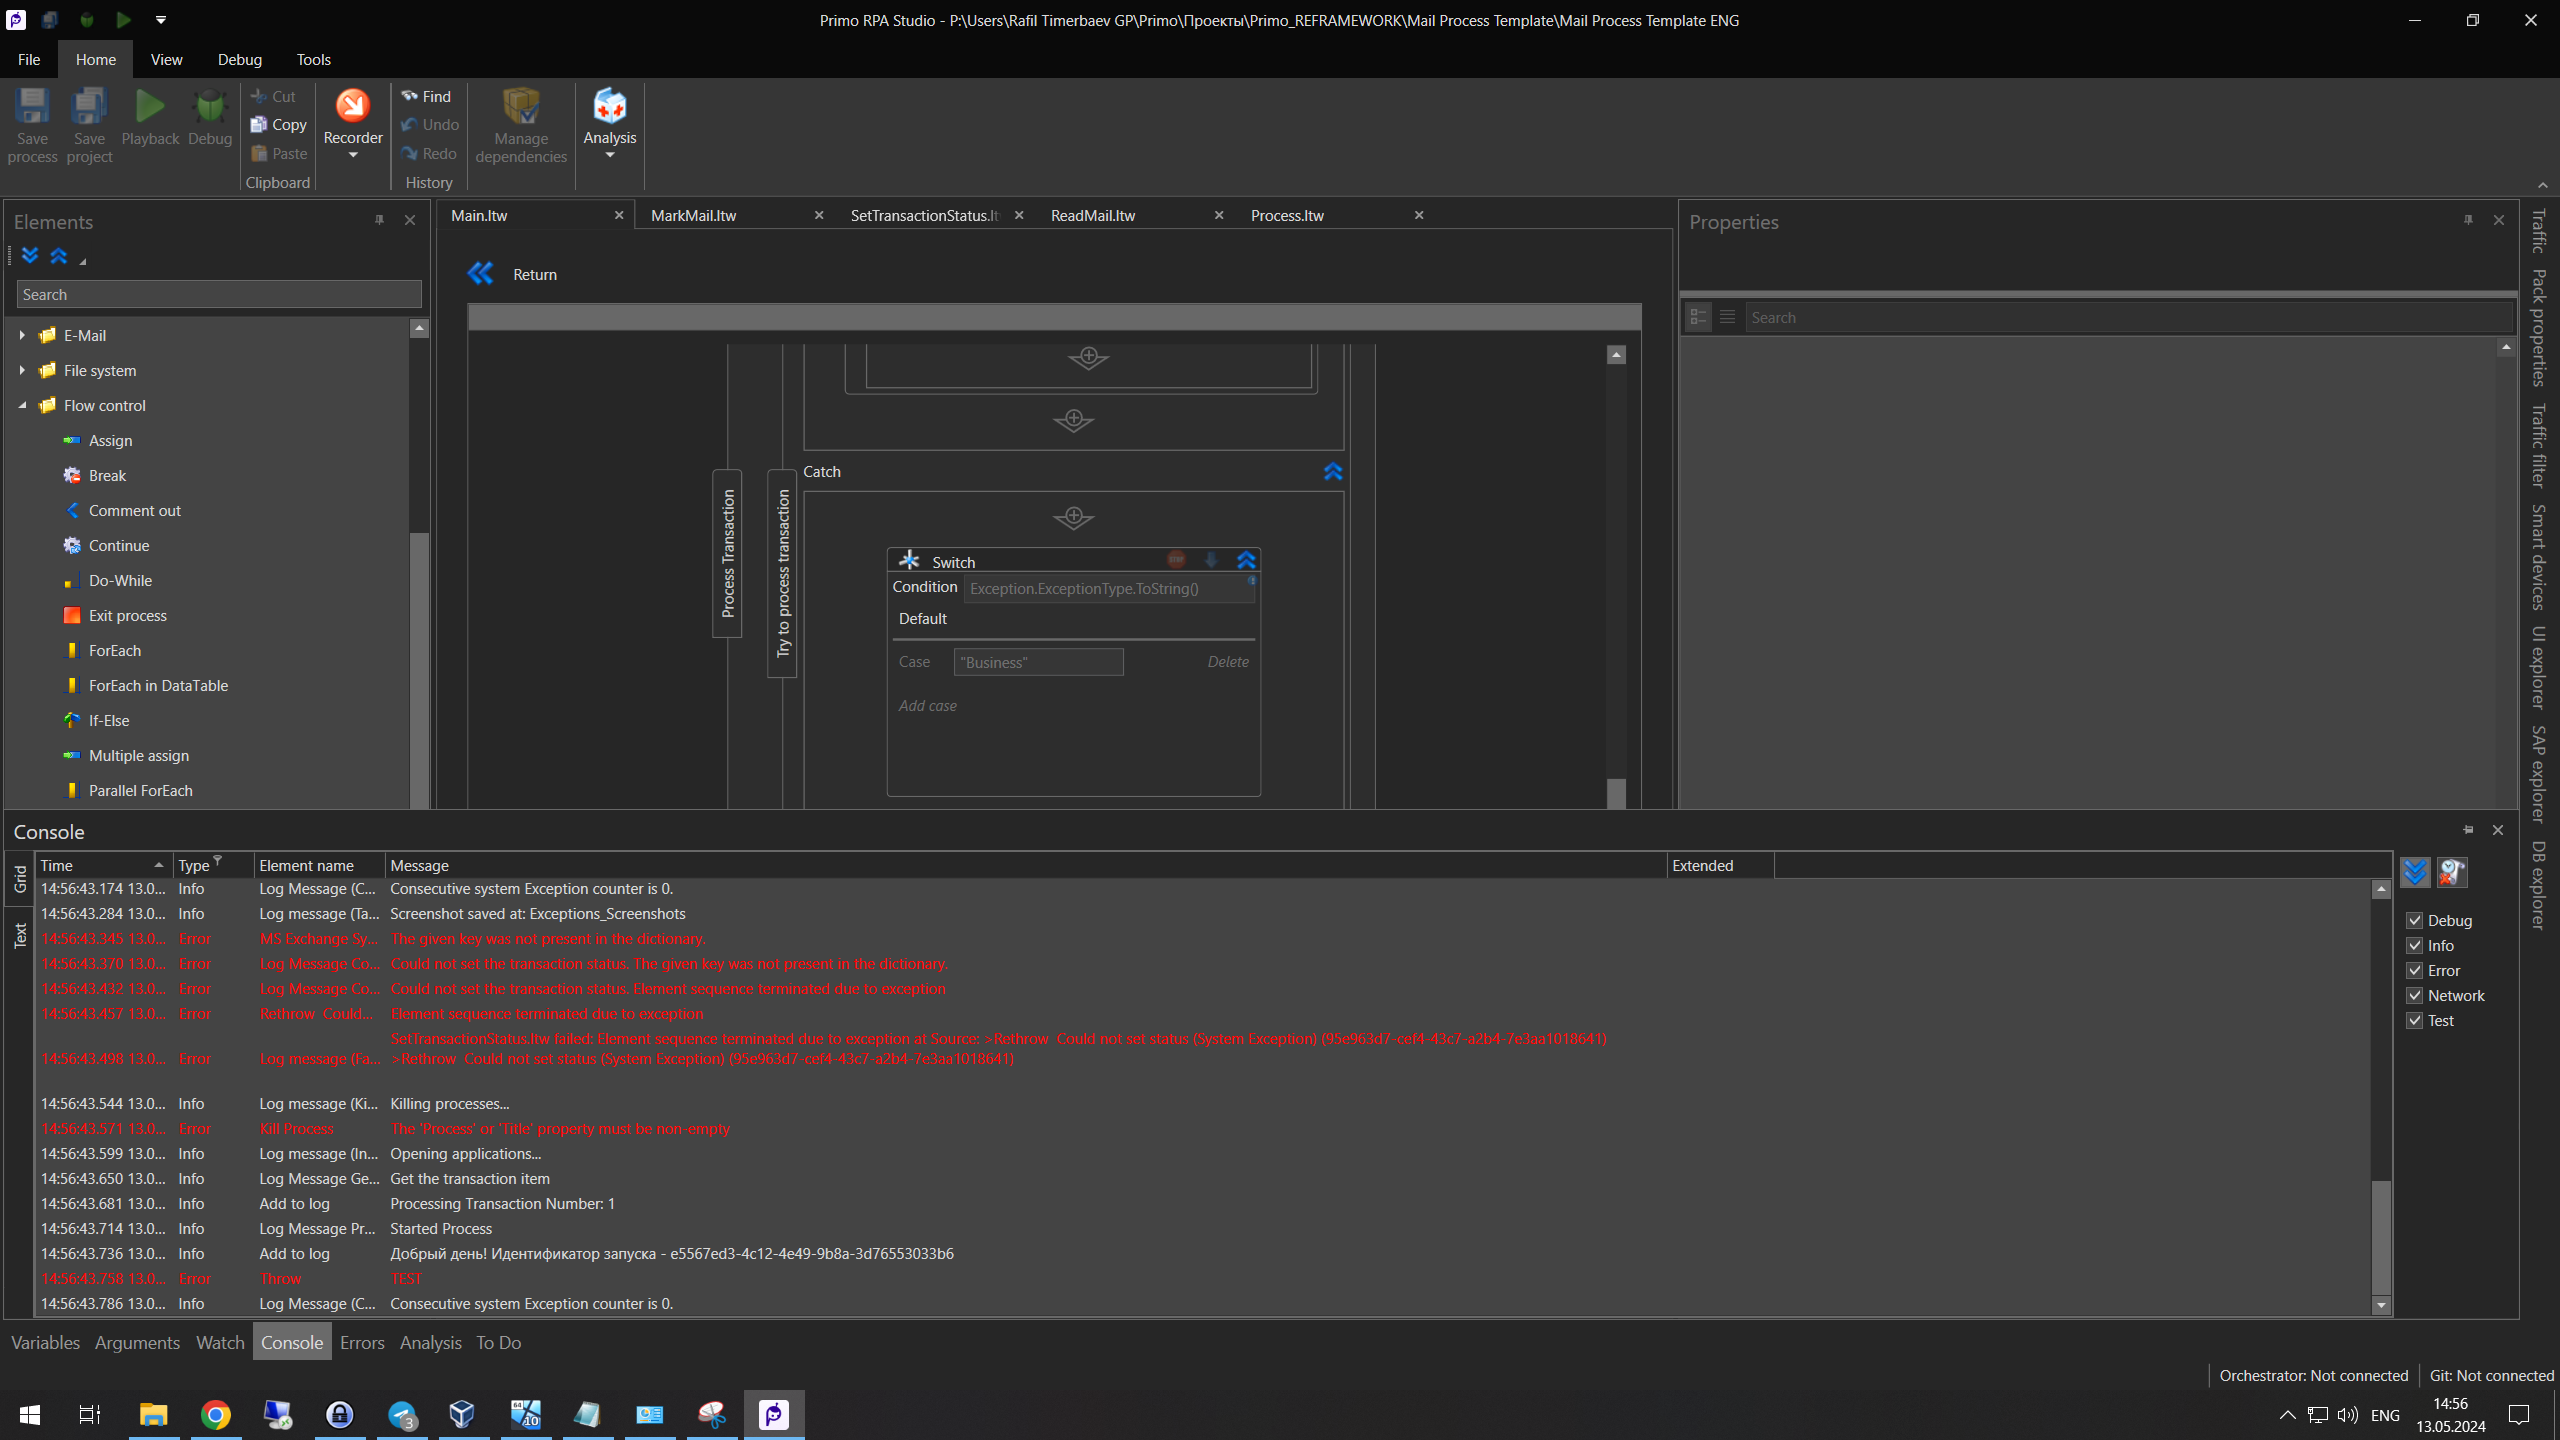 Primo RPA Studio - P:\Users\Rafil Timerbaev GP\Primo\Проекты\Primo_REFRAMEWORK\Mail Process Template\Mail Process Template ENG
File Home View Debug Tools
Save process
Save project
Playback
Debug
Cut
Copy
Paste
Clipboard
Recorder
Find
Undo
Redo
History
Manage dependencies
Analysis
Elements
Search
E-Mail
File system
Flow control
Assign
Break
Comment out
Continue
Do-While
Exit process
ForEach
ForEach in DataTable
If-Else
Multiple assign
Parallel ForEach
Main.ltw MarkMail.ltw SetTransactionStatus.lt ReadMail.ltw Process.ltw
Return
Process Transaction
Try to process transaction
Catch
Switch
Condition Exception.ExceptionType.ToString()
Default
Case "Business" Delete
Add case
Properties
Search
Traffic
Pack properties
Traffic filter
Smart devices
UI explorer
SAP explorer
DB explorer
Console
Grid
Text
Time Type Element name Message Extended
14:56:43.174 13.0... Info Log Message (C... Consecutive system Exception counter is 0.
14:56:43.284 13.0... Info Log message (Ta... Screenshot saved at: Exceptions_Screenshots
14:56:43.345 13.0... Error MS Exchange Sy... The given key was not present in the dictionary.
14:56:43.370 13.0... Error Log Message Co... Could not set the transaction status. The given key was not present in the dictionary.
14:56:43.432 13.0... Error Log Message Co... Could not set the transaction status. Element sequence terminated due to exception
14:56:43.457 13.0... Error Rethrow Could... Element sequence terminated due to exception
SetTransactionStatus.ltw failed: Element sequence terminated due to exception at Source: >Rethrow Could not set status (System Exception) (95e963d7-cef4-43c7-a2b4-7e3aa1018641)
14:56:43.498 13.0... Error Log message (Fa... >Rethrow Could not set status (System Exception) (95e963d7-cef4-43c7-a2b4-7e3aa1018641)
14:56:43.544 13.0... Info Log message (Ki... Killing processes...
14:56:43.571 13.0... Error Kill Process The 'Process' or 'Title' property must be non-empty
14:56:43.599 13.0... Info Log message (In... Opening applications...
14:56:43.650 13.0... Info Log Message Ge... Get the transaction item
14:56:43.681 13.0... Info Add to log Processing Transaction Number: 1
14:56:43.714 13.0... Info Log Message Pr... Started Process
14:56:43.736 13.0... Info Add to log Добрый день! Идентификатор запуска - e5567ed3-4c12-4e49-9b8a-3d76553033b6
14:56:43.758 13.0... Error Throw TEST
14:56:43.786 13.0... Info Log Message (C... Consecutive system Exception counter is 0.
Debug
Info
Error
Network
Test
Variables Arguments Watch Console Errors Analysis To Do
Orchestrator: Not connected Git: Not connected
3
64
10
ENG
14:56
13.05.2024